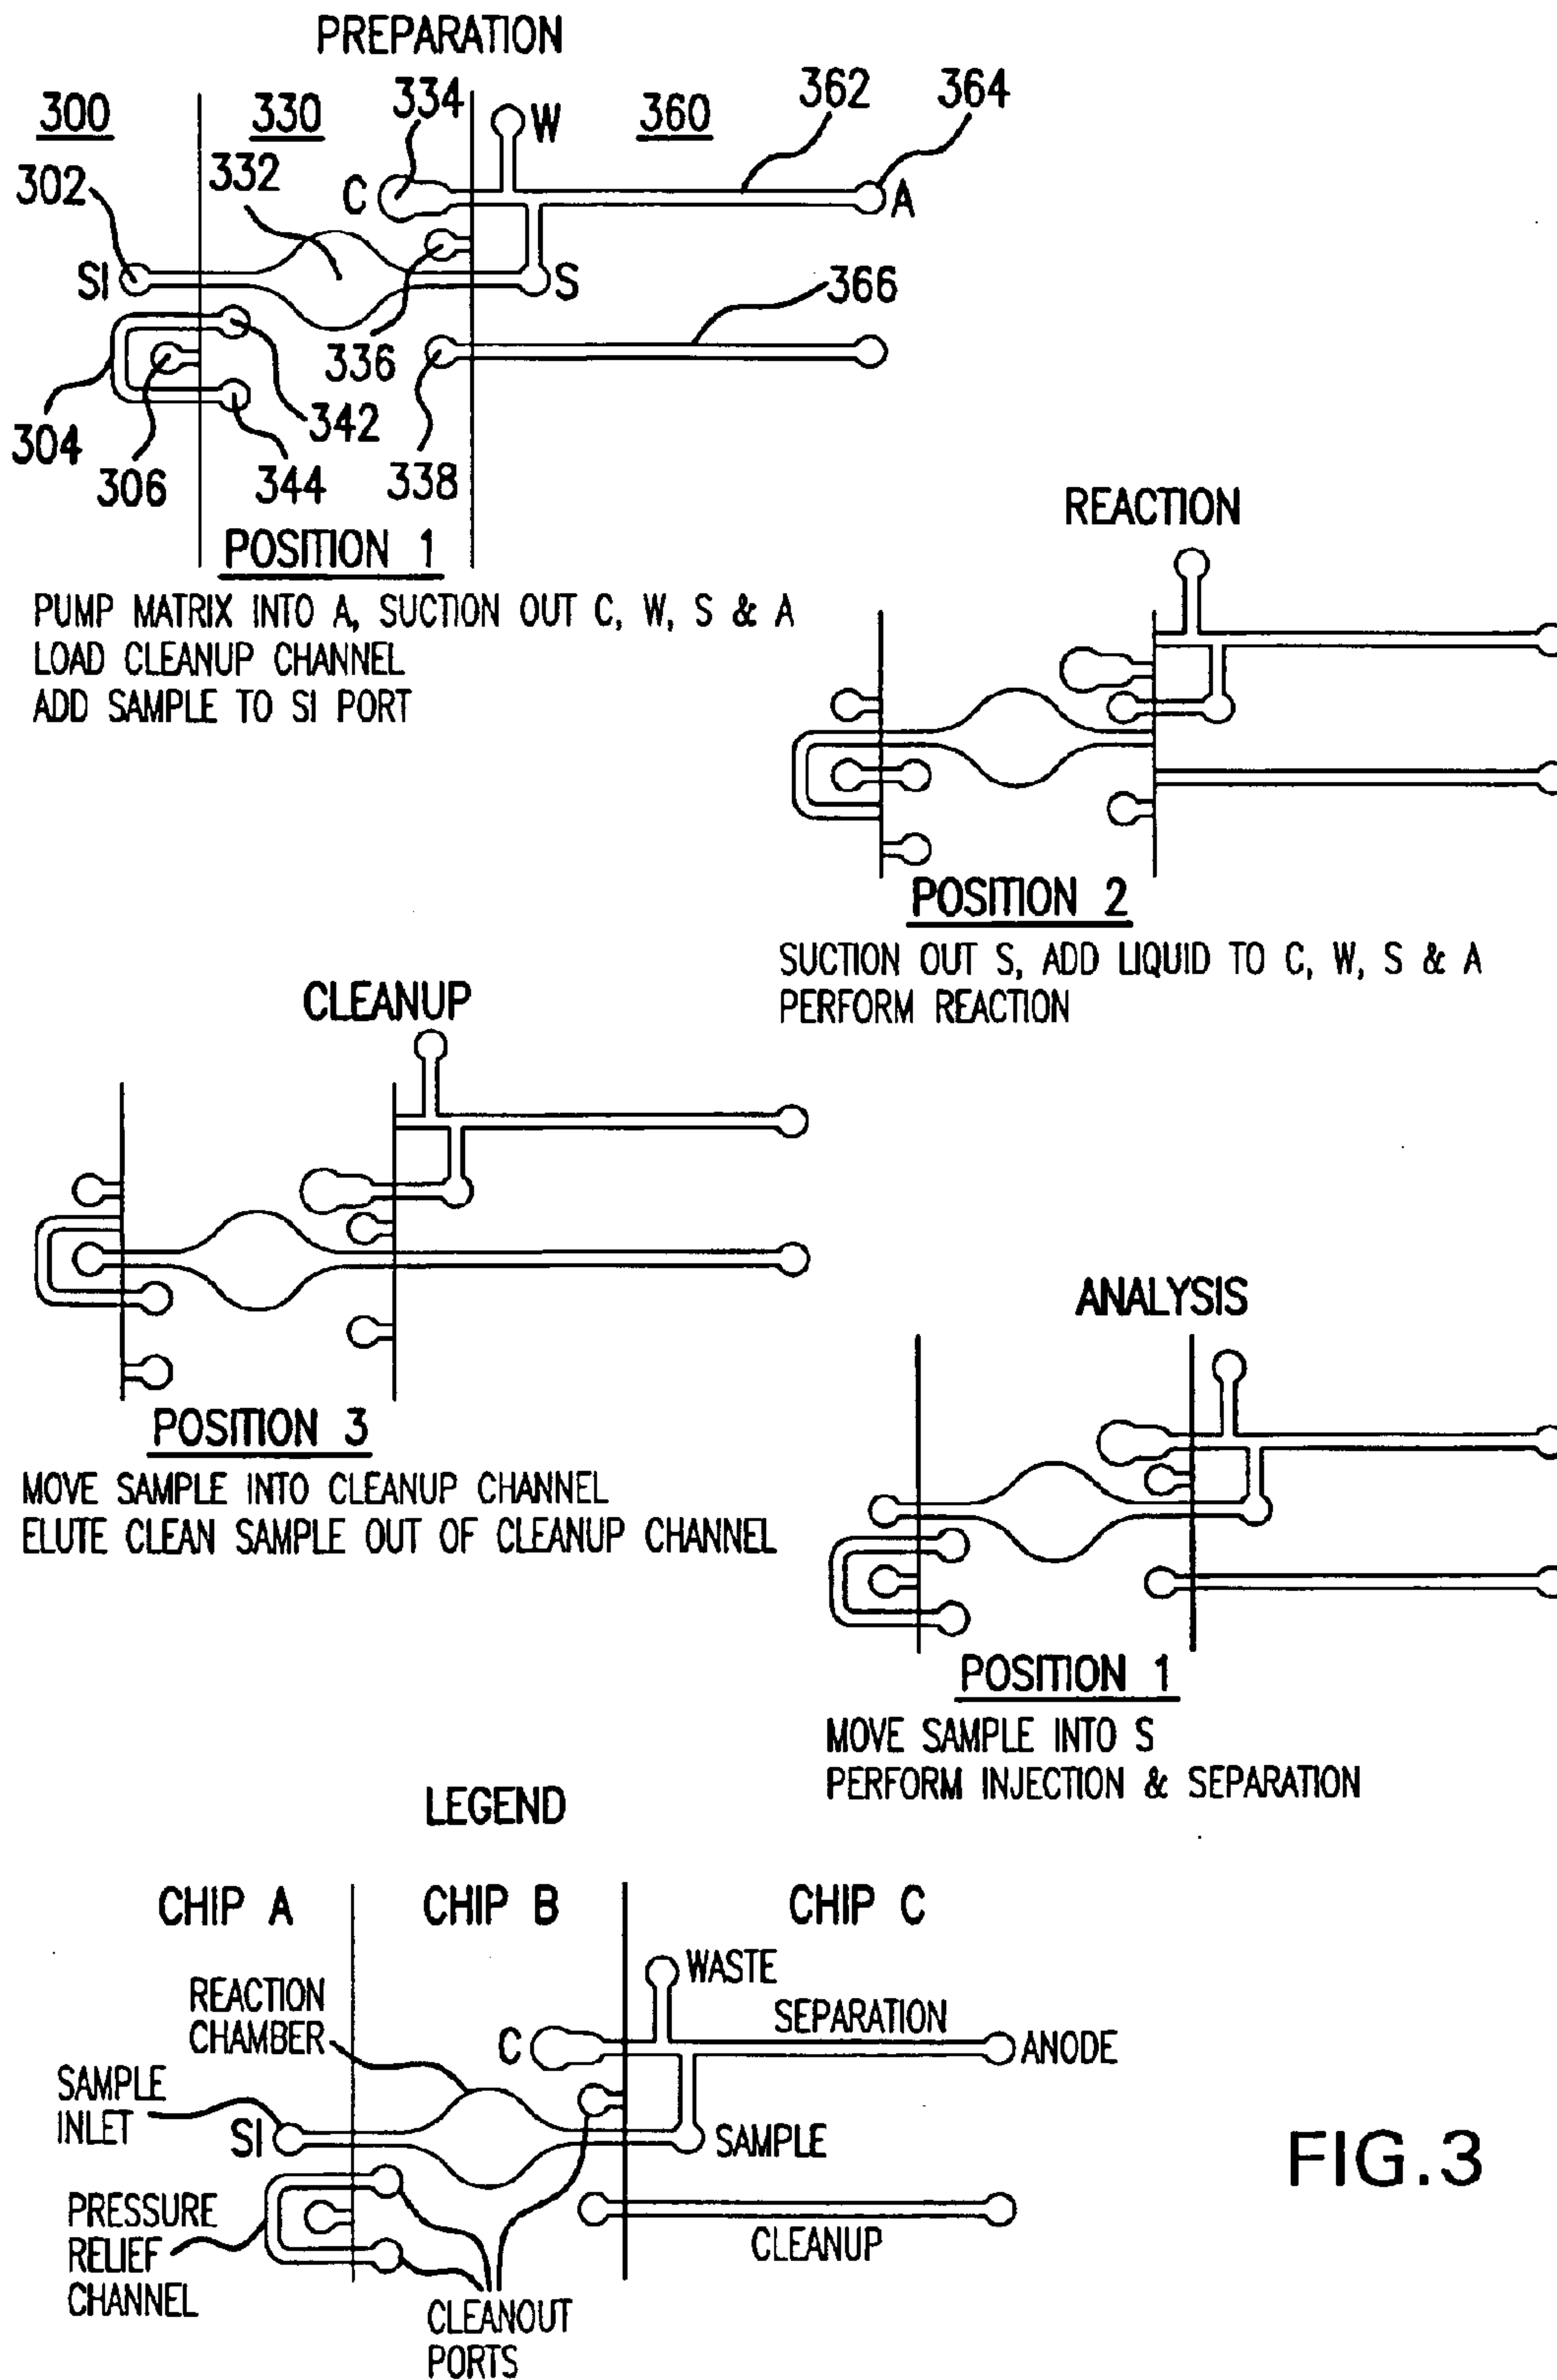 PREPARATION
300
330
334
W
360
362
364
302
332
C
A
SI
S
366
336
304
306
342
344
338
POSITION 1
PUMP MATRIX INTO A, SUCTION OUT C, W, S & A
LOAD CLEANUP CHANNEL
ADD SAMPLE TO SI PORT
REACTION
POSITION 2
SUCTION OUT S, ADD LIQUID TO C, W, S & A
PERFORM REACTION
CLEANUP
POSITION 3
MOVE SAMPLE INTO CLEANUP CHANNEL
ELUTE CLEAN SAMPLE OUT OF CLEANUP CHANNEL
ANALYSIS
POSITION 1
MOVE SAMPLE INTO S
PERFORM INJECTION & SEPARATION
LEGEND
CHIP A
CHIP B
CHIP C
REACTION
CHAMBER
WASTE
SEPARATION
C
ANODE
SAMPLE
INLET
SI
SAMPLE
PRESSURE
RELIEF
CHANNEL
CLEANUP
CLEANOUT
PORTS
FIG.3